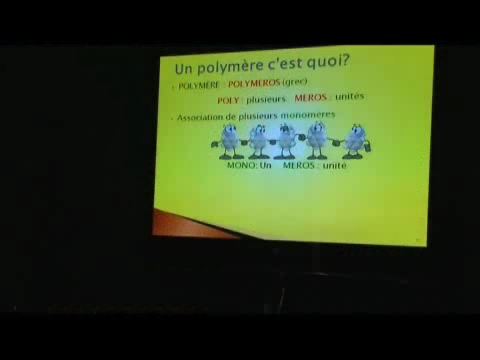 Un polymère c'est quoi?
POLYMÈRE : POLYMEROS (grec)
POLY : plusieurs MEROS : unités
Association de plusieurs monomères
MONO: Un MEROS : unité